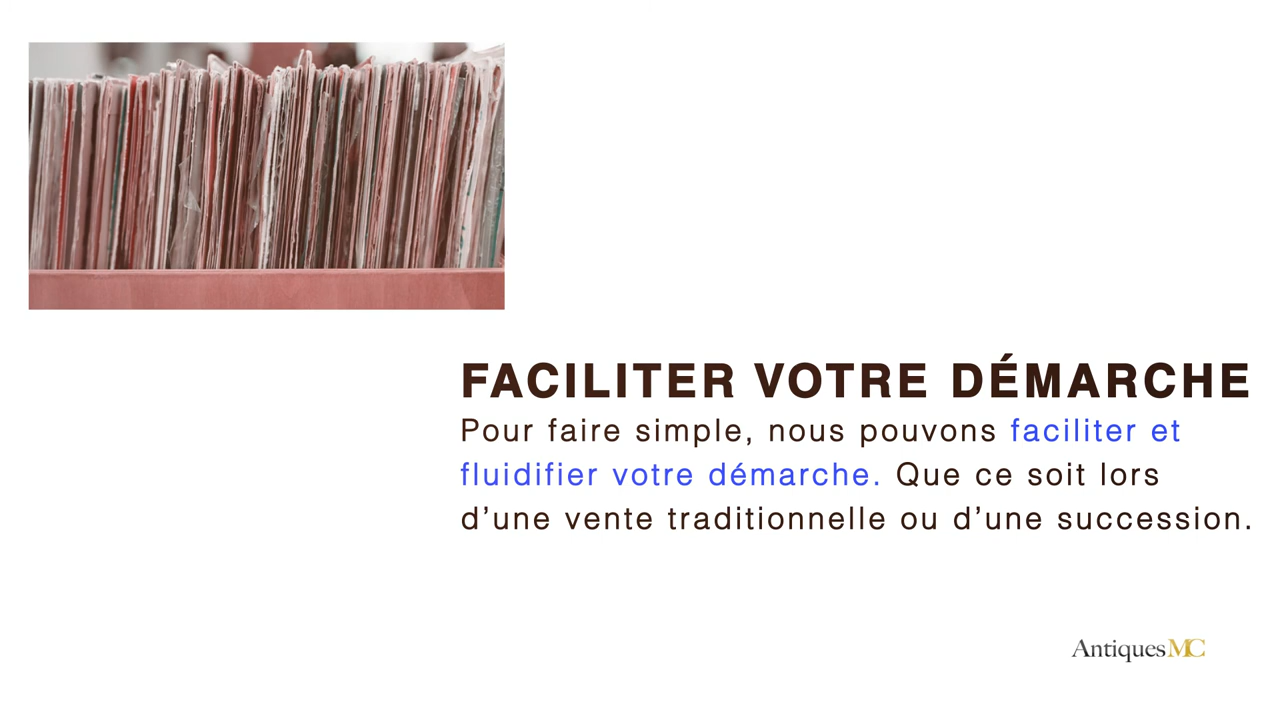 FACILITER VOTRE DÉMARCHE
Pour faire simple, nous pouvons faciliter et
fluidifier votre démarche. Que ce soit lors
d’une vente traditionnelle ou d’une succession.
AntiquesMC